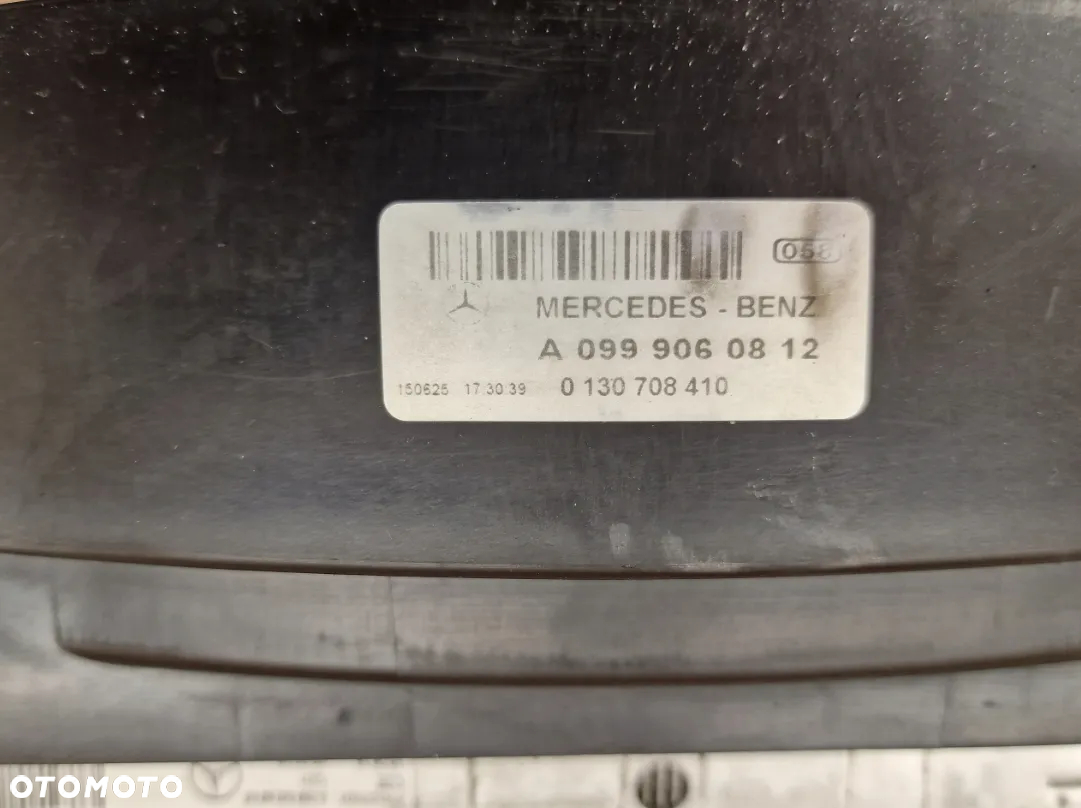 058
MERCEDES - BENZ
A 099 906 08 12
150625 17:30:39 0 130 708 410
OTOMOTO